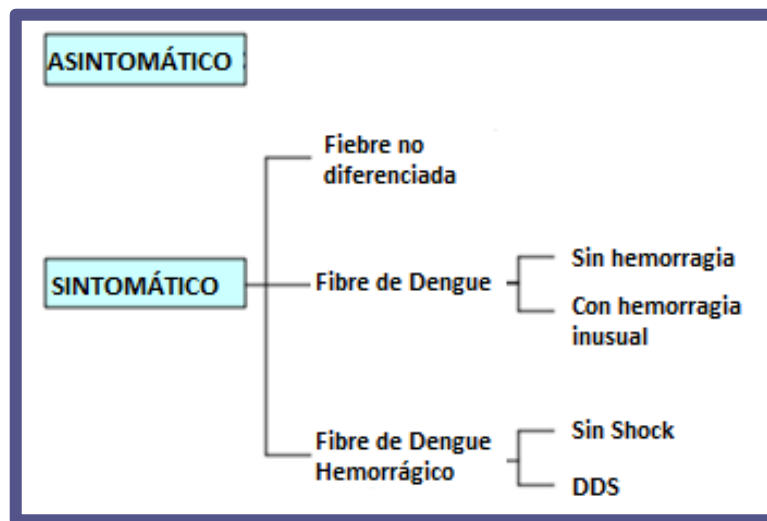 ASINTOMÁTICO :
Fiebre no
diferenciada
SINTOMÁTICO
Fibre de Dengue
Sin hemorragia
Con hemorragia
inusual
Fibre de Dengue
Hemorrágico
Sin Shock
DDS